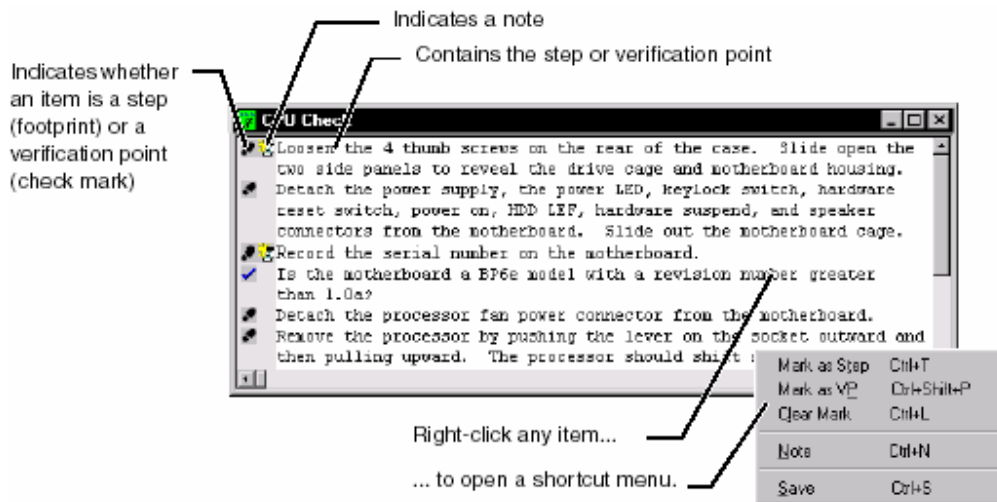 Indicates a note
Contains the step or verification point
Indicates whether
an item is a step
(footprint) or a
verification point
(check mark)
CPU Check
Loosen the 4 thumb screws on the rear of the case. Slide open the
two side panels to reveal the drive cage and motherboard housing.
Detach the power supply, the power LED, keylock switch, hardware
reset switch, power on, HDD LEF, hardware suspend, and speaker
connectors from the motherboard. Slide out the motherboard cage.
Record the serial number on the motherboard.
Is the motherboard a BP6e model with a revision number greater
than 1.0a?
Detach the processor fan power connector from the motherboard.
Remove the processor by pushing the lever on the socket outward and
then pulling upward. The processor should shift
Mark as Step Ctrl+T
Mark as VP Ctrl+Shift+P
Clear Mark Ctrl+L
Note Ctrl+N
Save Ctrl+S
Right-click any item...
... to open a shortcut menu.